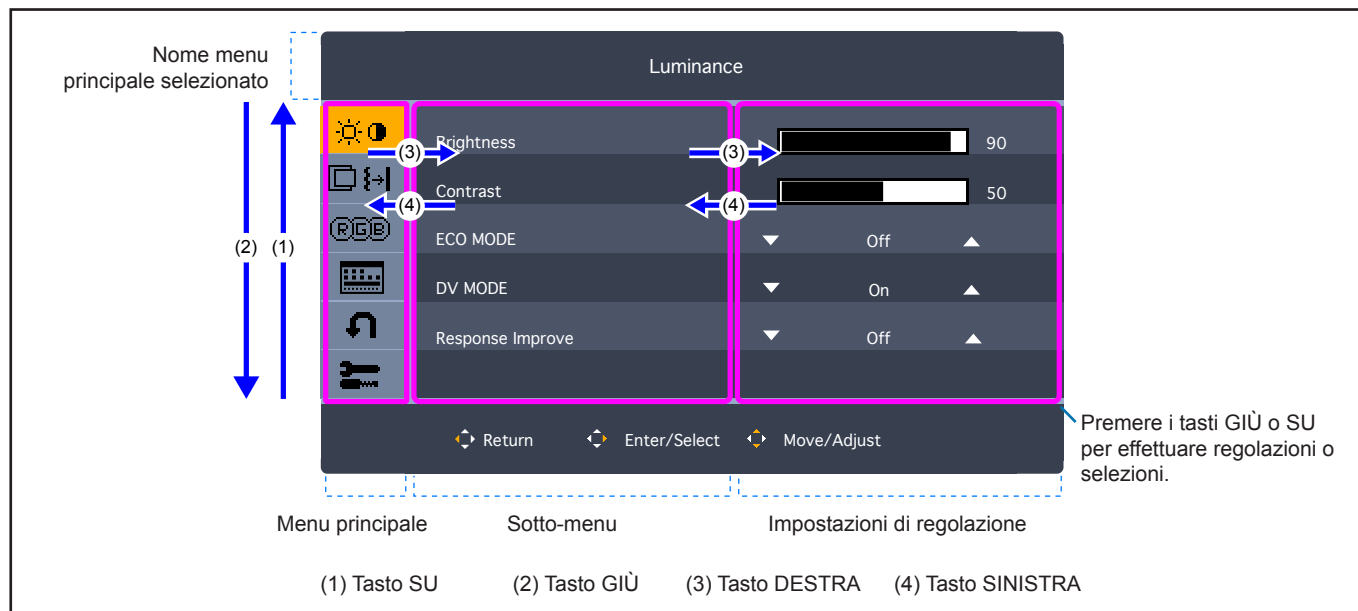 Nome menu
principale selezionato
Luminance
Brightness
(3)
(3)
90
Contrast
(4)
(4)
50
RGB
(2)
(1)
ECO MODE
Off
DV MODE
On
Response Improve
Off
Return
Enter/Select
Move/Adjust
Premere i tasti GIÙ o SU
per effettuare regolazioni o
selezioni.
Menu principale
Sotto-menu
Impostazioni di regolazione
(1) Tasto SU
(2) Tasto GIÙ
(3) Tasto DESTRA
(4) Tasto SINISTRA